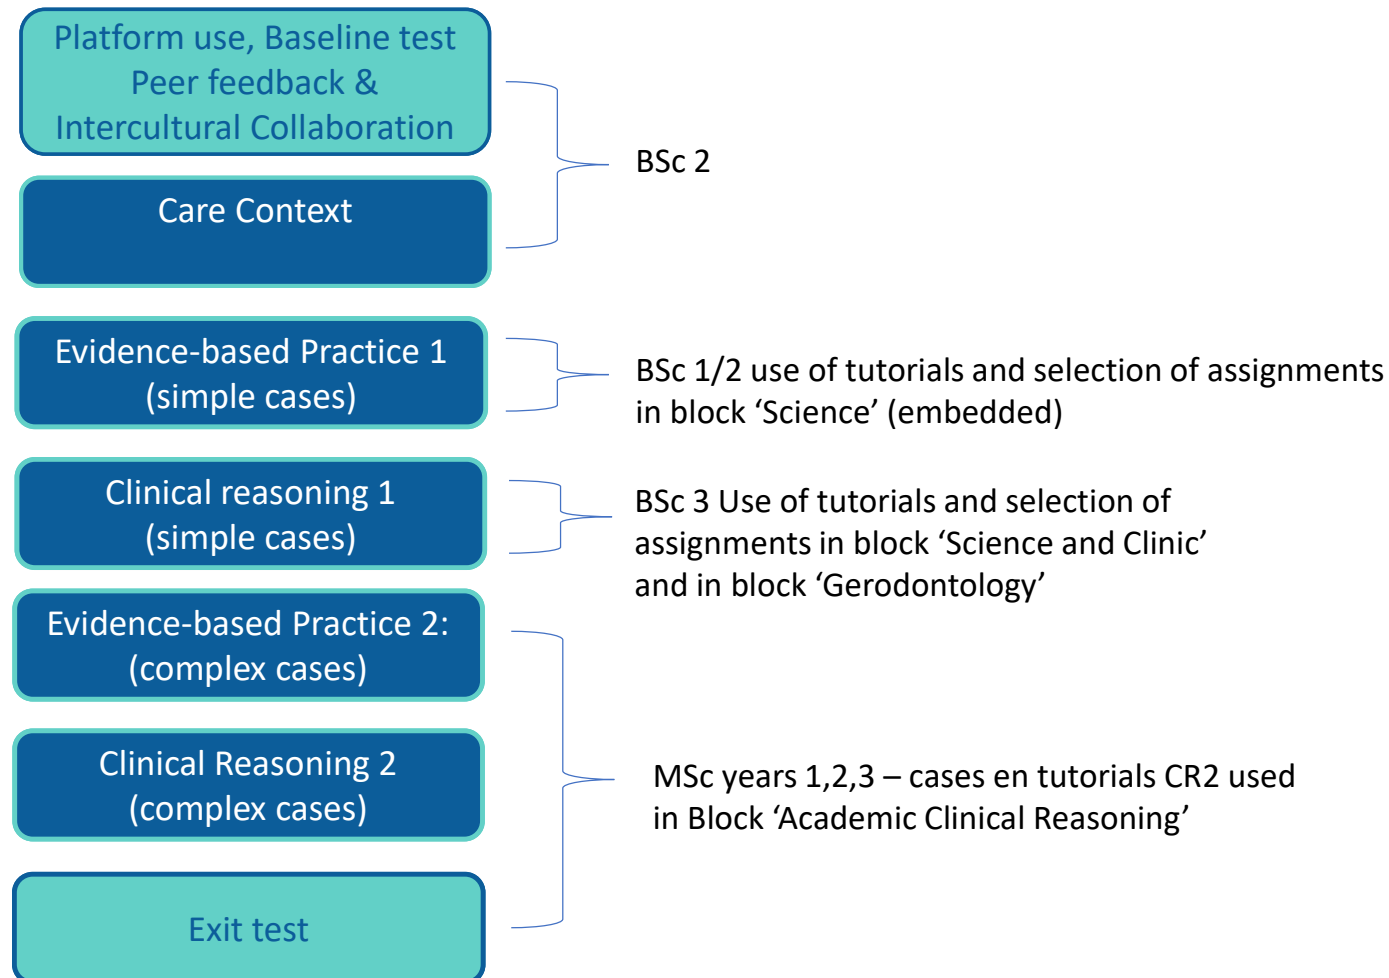 Platform use, Baseline test
Peer feedback &
Intercultural Collaboration
BSc 2
Care Context
Evidence-based Practice 1
(simple cases)
BSc 1/2 use of tutorials and selection of assignments
in block ‘Science’ (embedded)
Clinical reasoning 1
(simple cases)
BSc 3 Use of tutorials and selection of
assignments in block ‘Science and Clinic’
and in block ‘Gerodontology’
Evidence-based Practice 2:
(complex cases)
Clinical Reasoning 2
(complex cases)
MSc years 1,2,3 – cases en tutorials CR2 used
in Block ‘Academic Clinical Reasoning’
Exit test